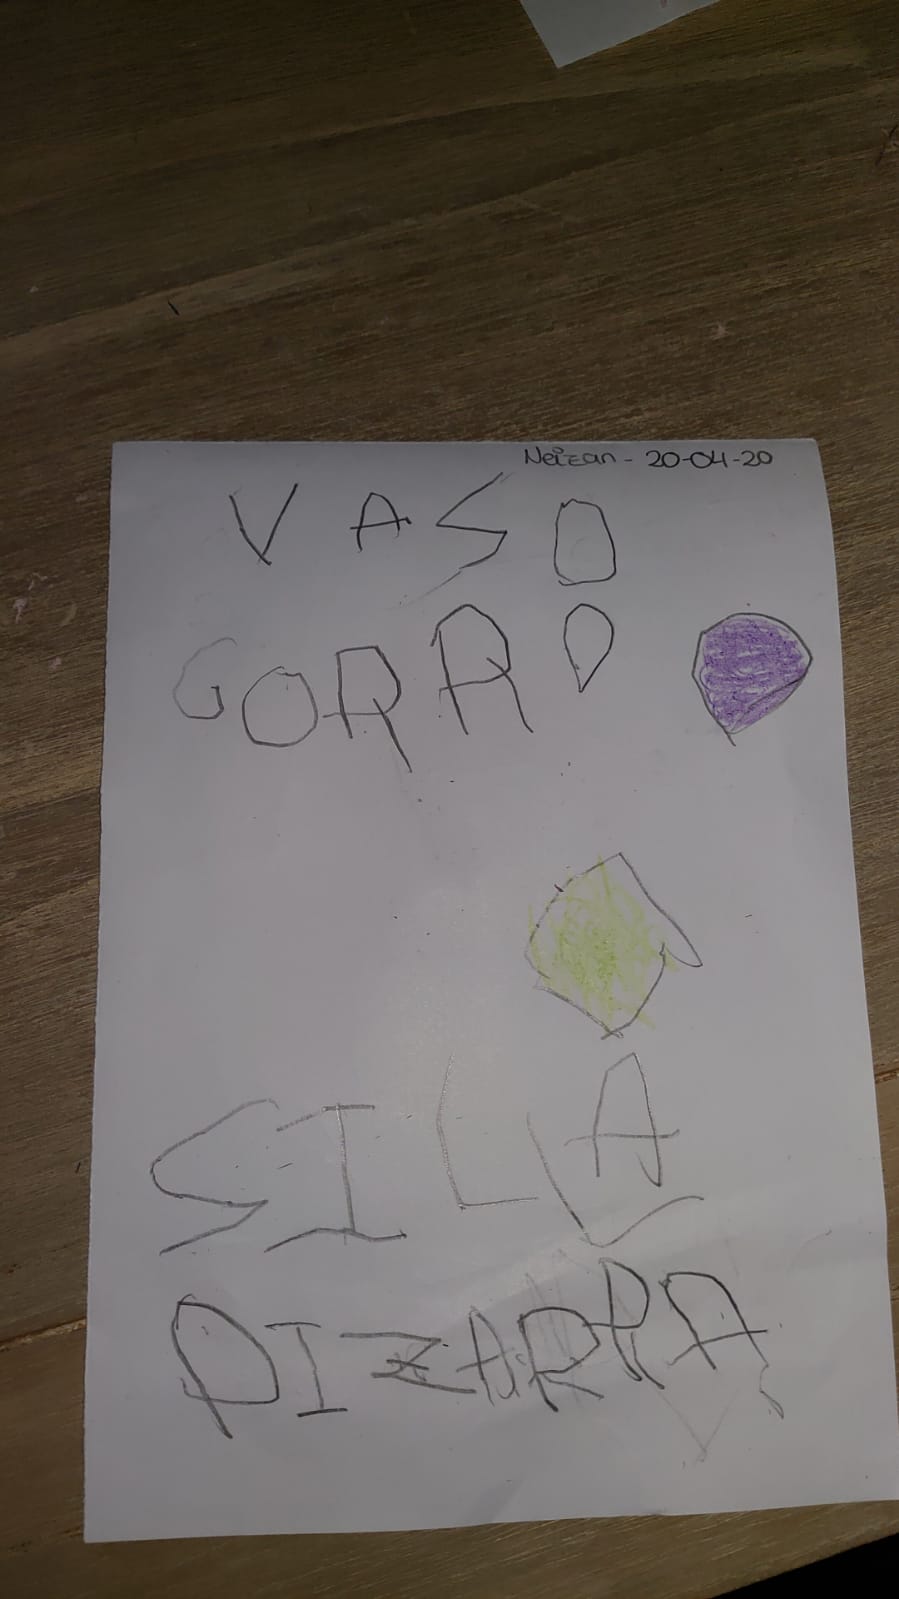 Neizan - 20-04-20
VASO
GORRO
SILLA
PIZARRA